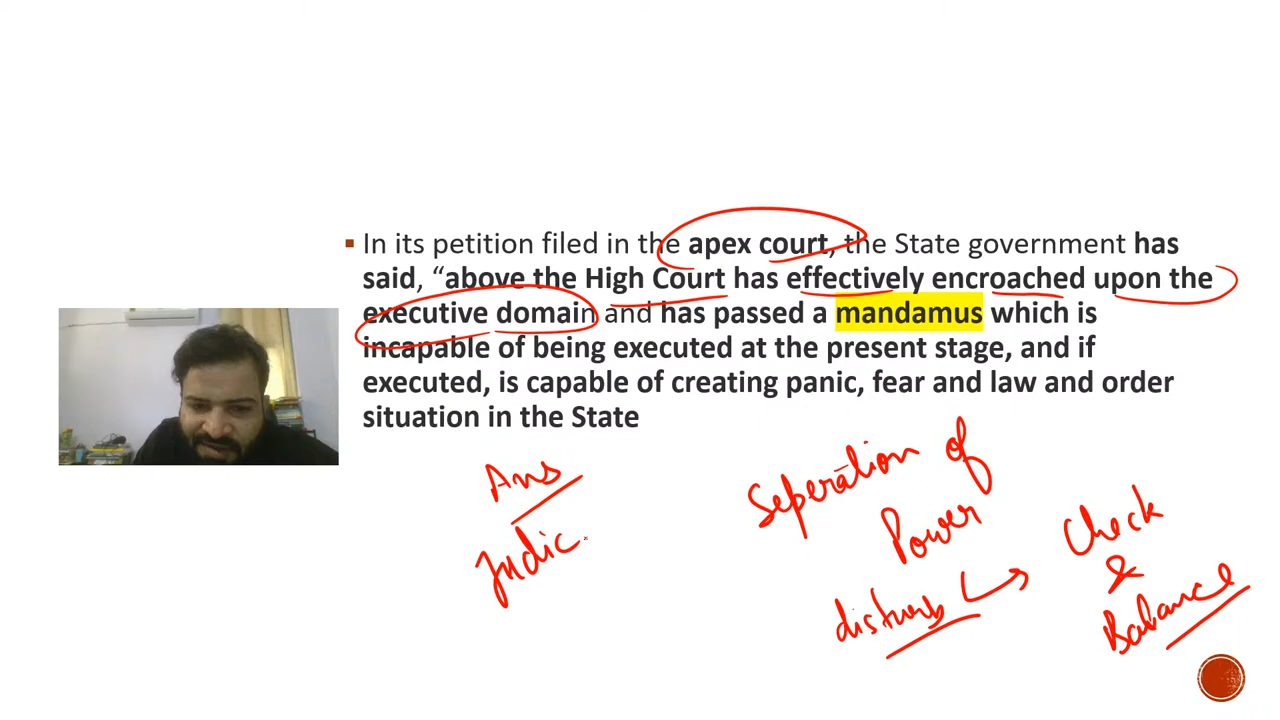 In its petition filed in the apex court, the State government has
said, “above the High Court has effectively encroached upon the
executive domain and has passed a mandamus which is
incapable of being executed at the present stage, and if
executed, is capable of creating panic, fear and law and order
situation in the State
Ans
Judic
Seperation of
Power
disturb
Check
&
Balance